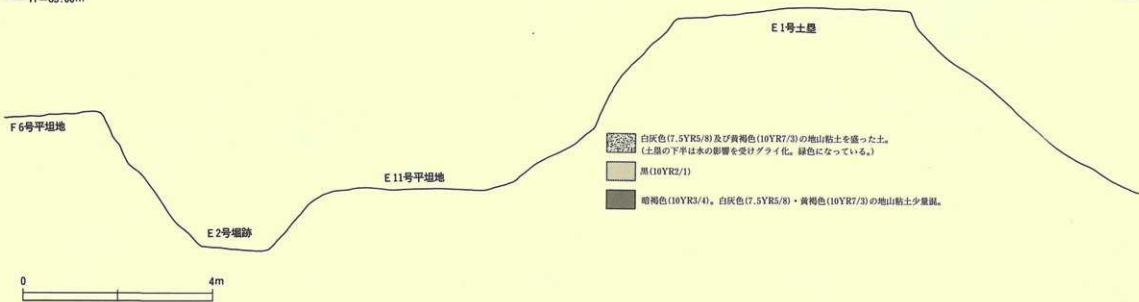 E1号土塁
F6号平坦地
白灰色(7.5YR5/8)及び黄褐色(10YR7/3)の地山粘土を盛った土。
(土塁の下半は水の影響を受けグライ化。緑色になっている。)
黒(10YR2/1)
E11号平坦地
暗褐色(10YR3/4)。白灰色(7.5YR5/8)・黄褐色(10YR7/3)の地山粘土少量混。
E2号堀跡
0 4m